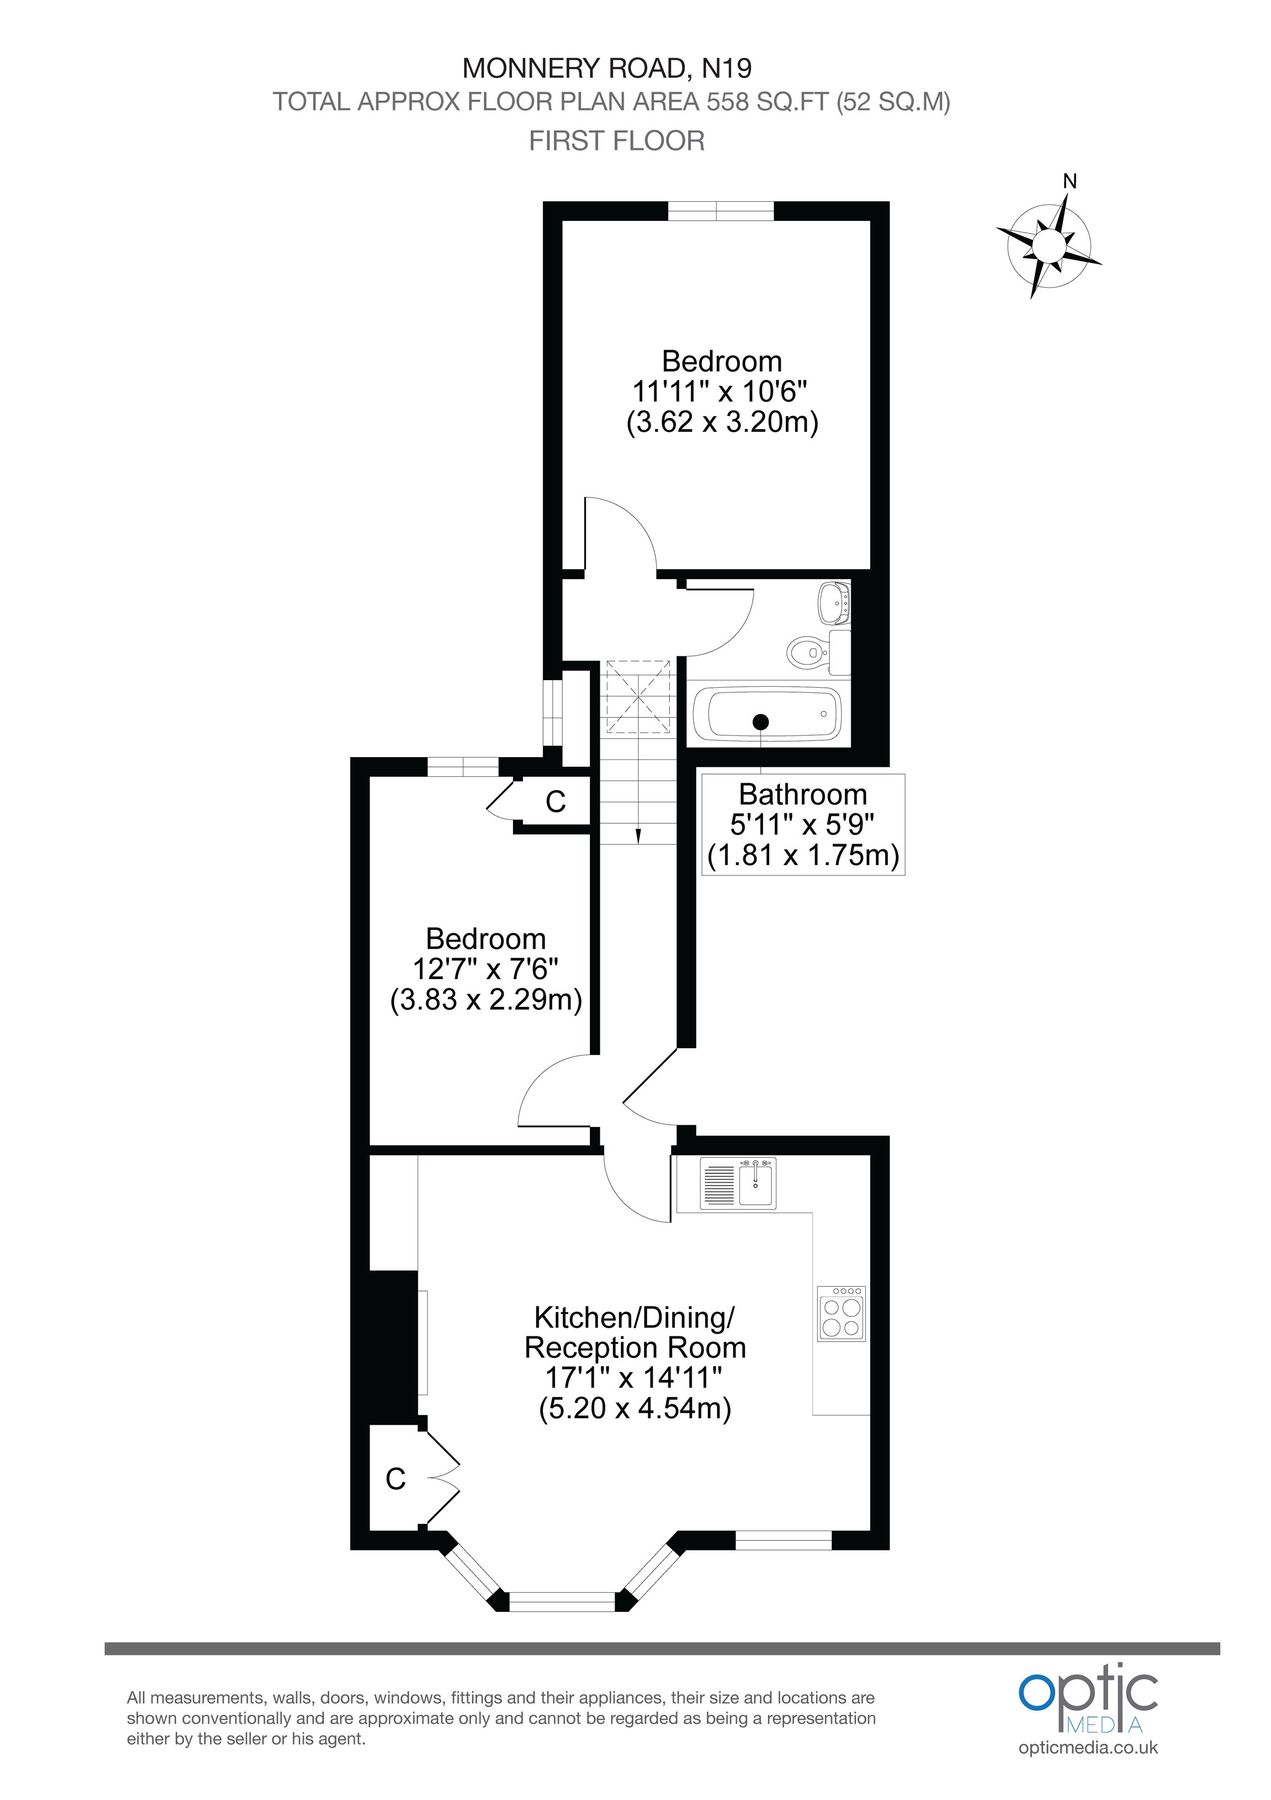 MONNERY ROAD, N19
TOTAL APPROX FLOOR PLAN AREA 558 SQ.FT (52 SQ.M)
FIRST FLOOR
N
Bedroom
11'11" x 10'6"
(3.62 x 3.20m)
Bathroom
5'11" x 5'9"
(1.81 x 1.75m)
C
Bedroom
12'7" x 7'6"
(3.83 x 2.29m)
Kitchen/Dining/
Reception Room
17'1" x 14'11"
(5.20 x 4.54m)
C
All measurements, walls, doors, windows, fittings and their appliances, their size and locations are
shown conventionally and are approximate only and cannot be regarded as being a representation
either by the seller or his agent.
optic
MEDIA
opticmedia.co.uk